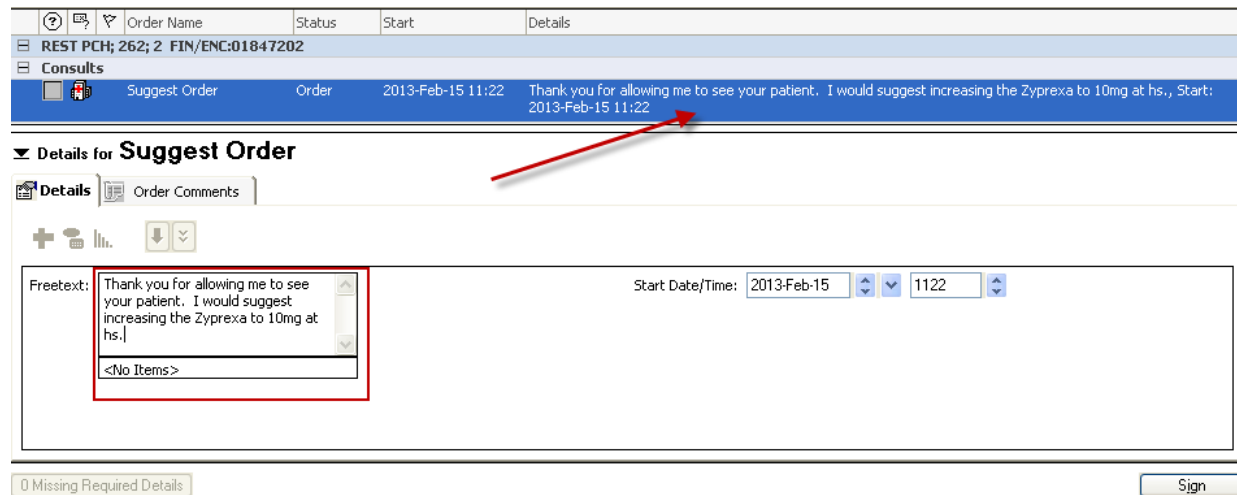 Order Name Status Start Details
REST PCH; 262; 2 FIN/ENC:01847202
Consults
Suggest Order Order 2013-Feb-15 11:22 Thank you for allowing me to see your patient. I would suggest increasing the Zyprexa to 10mg at hs., Start:
2013-Feb-15 11:22
Details for Suggest Order
Details Order Comments
Freetext: Thank you for allowing me to see Start Date/Time: 2013-Feb-15 1122
your patient. I would suggest
increasing the Zyprexa to 10mg at
hs.
<No Items>
0 Missing Required Details Sign